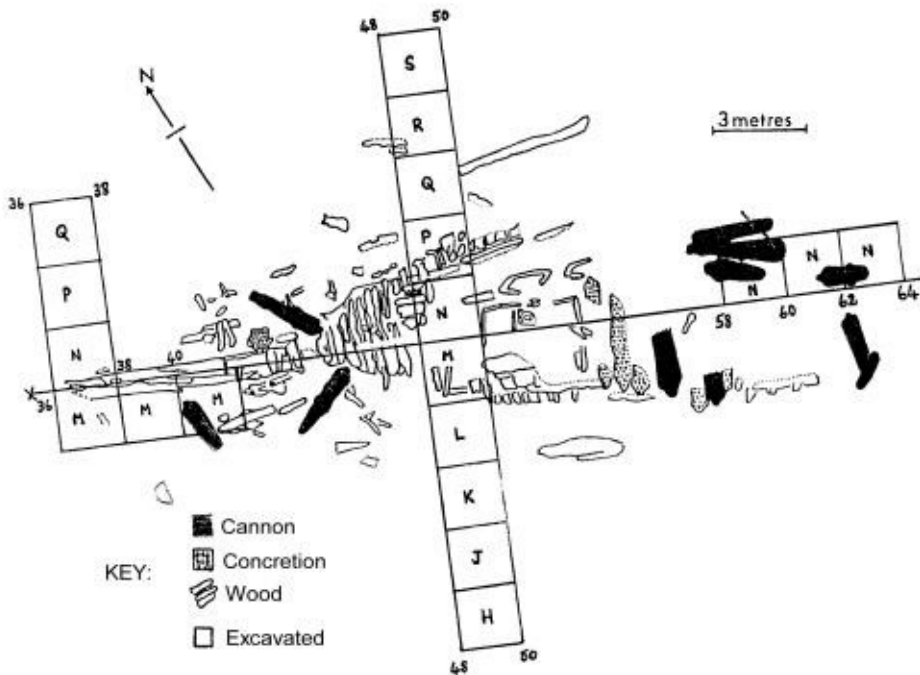 48 50
S
N
R
3 metres
36 38
Q
Q
P
P
N N
N
64
62
60
58
N
N
38 40
M
X
36
M M M
L
K
J
H
48 50
KEY:
Cannon
Concretion
Wood
Excavated